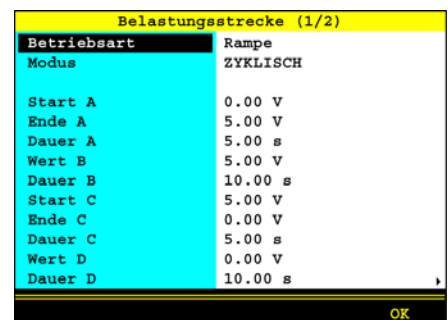 Belastungsstrecke (1/2)
Betriebsart Rampe
Modus ZYKLISCH
Start A 0.00 V
Ende A 5.00 V
Dauer A 5.00 s
Wert B 5.00 V
Dauer B 10.00 s
Start C 5.00 V
Ende C 0.00 V
Dauer C 5.00 s
Wert D 0.00 V
Dauer D 10.00 s
OK